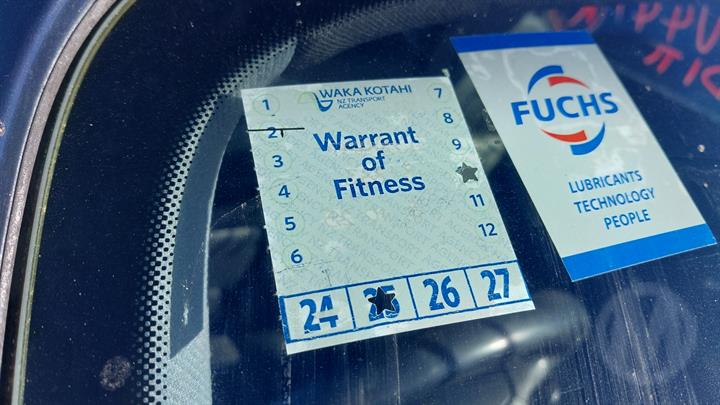 WAKA KOTAHI
NZ TRANSPORT
AGENCY
Warrant
of
Fitness
1
2
3
4
5
6
7
8
9
11
12
24 25 26 27
FUCHS
LUBRICANTS
TECHNOLOGY
PEOPLE